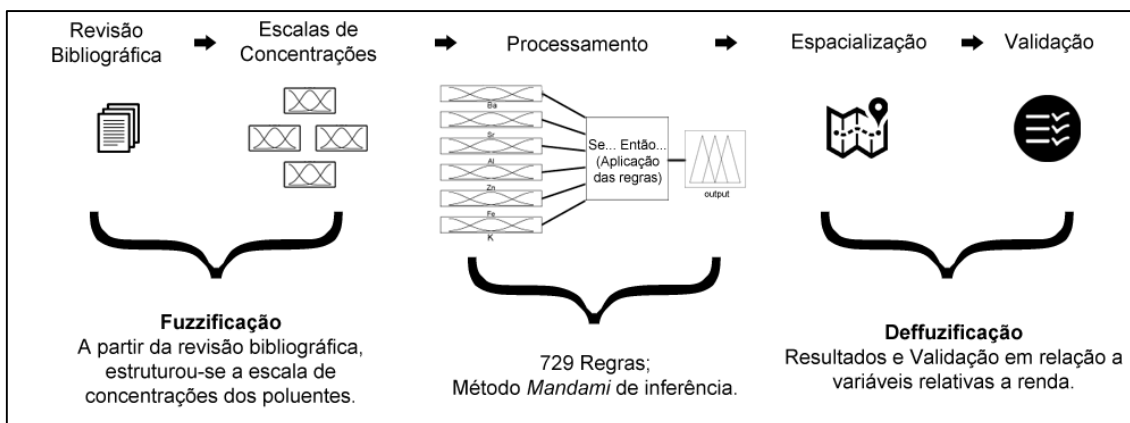 Revisão
Bibliográfica
Escalas de
Concentrações
Processamento
Espacialização
Validação
Ba
Sr
Al
Zn
Fe
K
Se... Então...
(Aplicação
das regras)
output
Fuzzificação
A partir da revisão bibliográfica,
estruturou-se a escala de
concentrações dos poluentes.
729 Regras;
Método Mandami de inferência.
Deffuzificação
Resultados e Validação em relação a
variáveis relativas a renda.